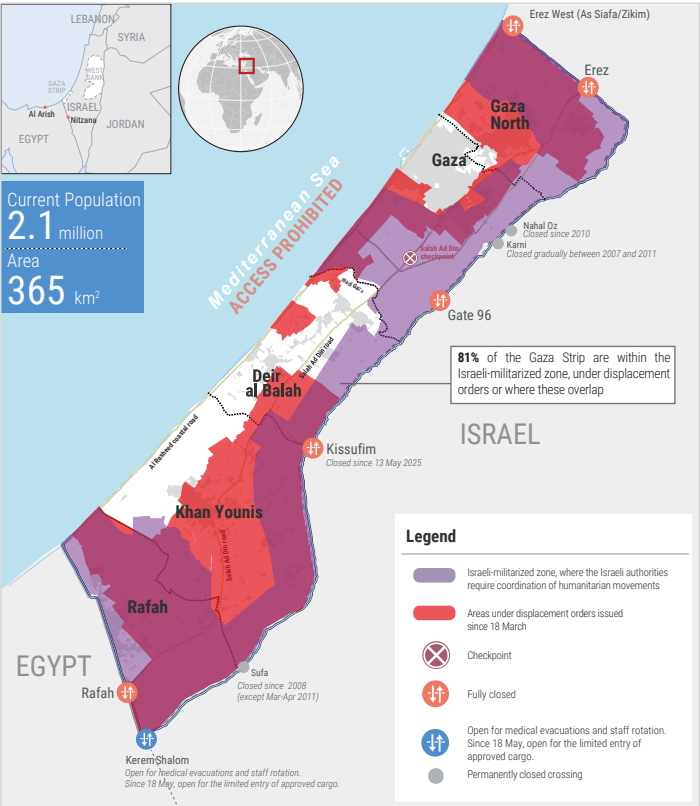 LEBANON
SYRIA
GAZA
STRIP
WEST
BANK
Al Arish
ISRAEL
Nitzana
JORDAN
EGYPT
Erez West (As Siafa/Zikim)
Erez
Gaza
North
Gaza
Current Population
2.1 million
Area
365 km²
Mediterranean Sea
ACCESS PROHIBITED
Nahal Oz
Closed since 2010
Karni
Closed gradually between 2007 and 2011
Salah Ad Din
checkpoint
Gate 96
Salah Ad Din road
81% of the Gaza Strip are within the
Israeli-militarized zone, under displacement
orders or where these overlap
Deir
al Balah
ISRAEL
Al Rasheed coastal road
Kissufim
Closed since 13 May 2025
Khan Younis
Salah Ad Din road
Rafah
EGYPT
Rafah
Sufa
Closed since 2008
(except Mar-Apr 2011)
Kerem Shalom
Open for medical evacuations and staff rotation.
Since 18 May, open for the limited entry of approved cargo.
Legend
Israeli-militarized zone, where the Israeli authorities
require coordination of humanitarian movements
Areas under displacement orders issued
since 18 March
Checkpoint
Fully closed
Open for medical evacuations and staff rotation.
Since 18 May, open for the limited entry of
approved cargo.
Permanently closed crossing